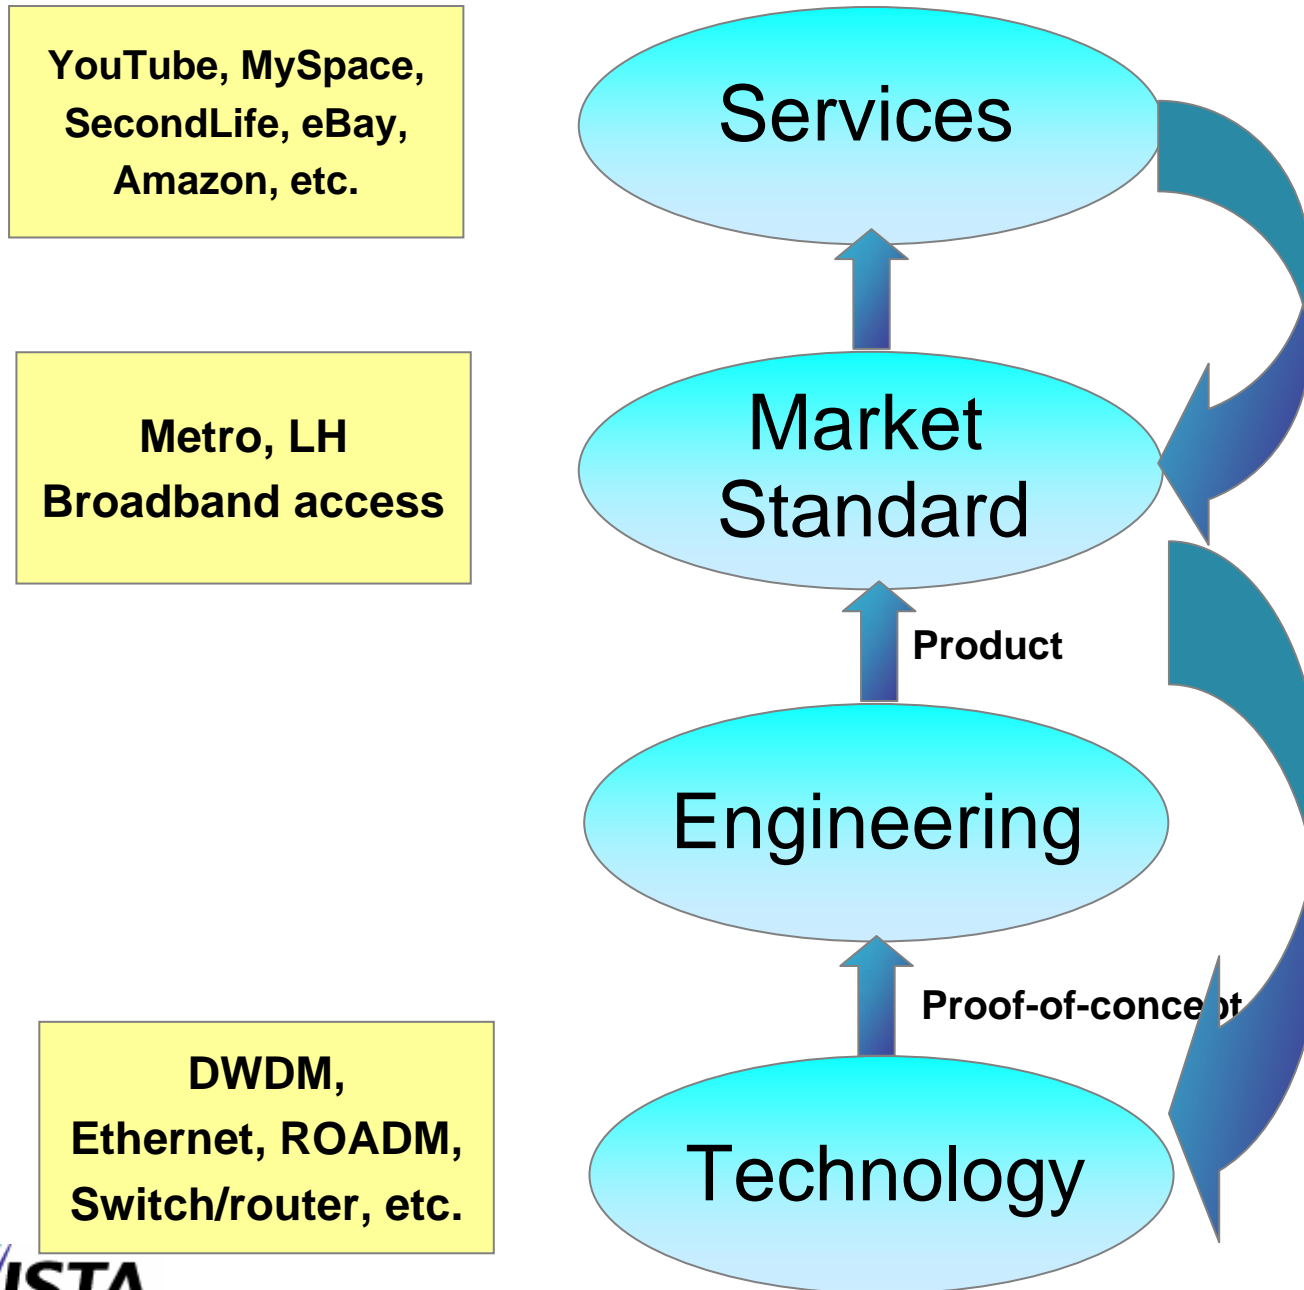 YouTube, MySpace,
SecondLife, eBay,
Amazon, etc.
Services
Metro, LH
Broadband access
Market
Standard
Product
Engineering
Proof-of-concept
DWDM,
Ethernet, ROADM,
Switch/router, etc.
Technology